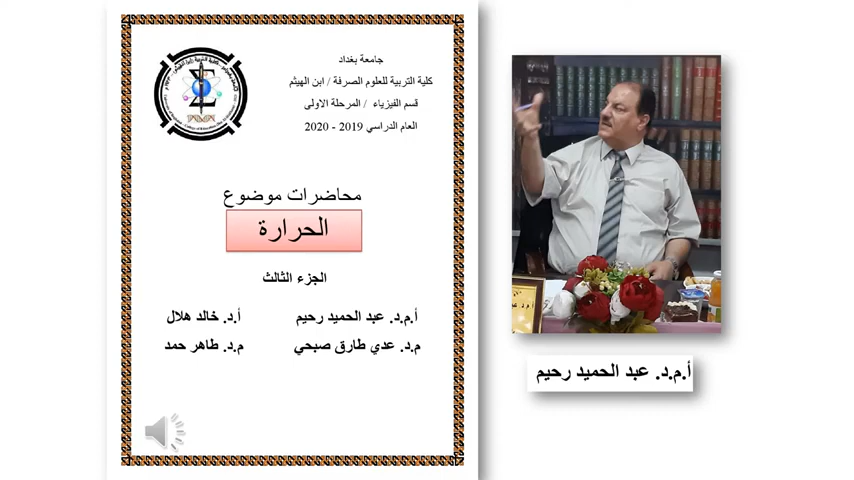 جامعة بغداد
كلية التربية للعلوم الصرفة / ابن الهيثم
قسم الفيزياء / المرحلة الاولى
العام الدراسي 2019 - 2020
محاضرات موضوع
الحرارة
الجزء الثالث
أ.م.د. عبد الحميد رحيم أ.د. خالد هلال
م.د. عدي طارق صبحي م.د. طاهر حمد
أ.م.د. عبد الحميد رحيم